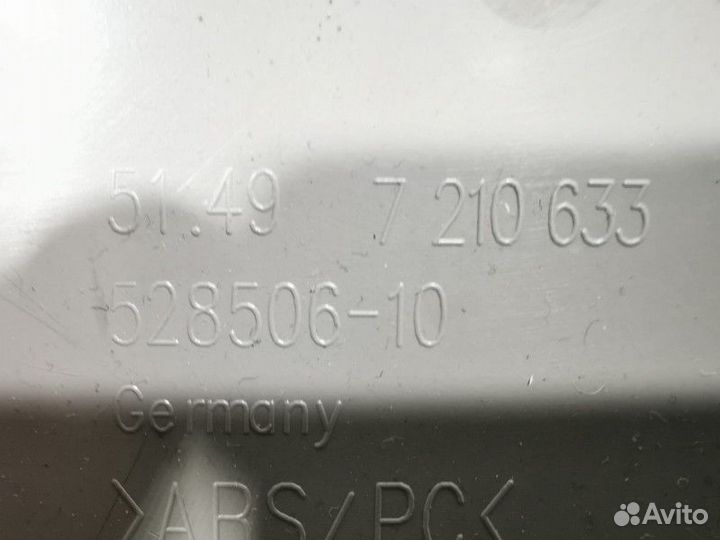 51.49 7 210 633
528506-10
Germany
>ABS/PC<
Avito